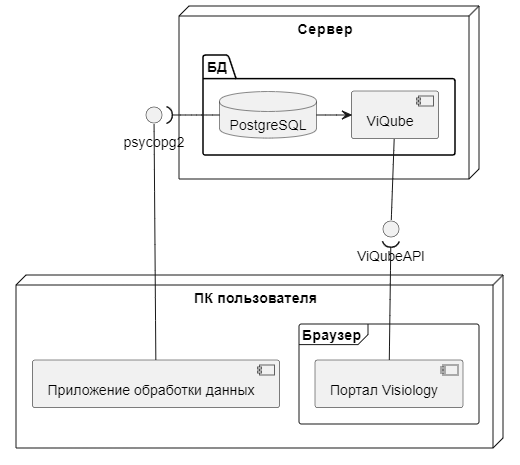 Сервер
БД
PostgreSQL
ViQube
psycopg2
ViQubeAPI
ПК пользователя
Браузер
Приложение обработки данных
Портал Visiology